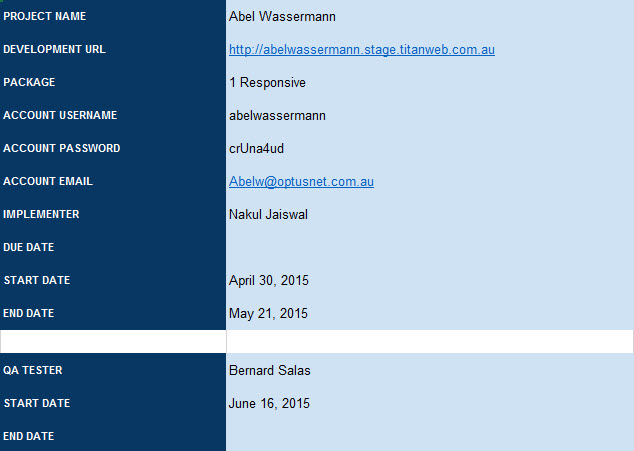 PROJECT NAME Abel Wassermann
DEVELOPMENT URL http://abelwassermann.stage.titanweb.com.au
PACKAGE 1 Responsive
ACCOUNT USERNAME abelwassermann
ACCOUNT PASSWORD crUna4ud
ACCOUNT EMAIL Abelw@optusnet.com.au
IMPLEMENTER Nakul Jaiswal
DUE DATE
START DATE April 30, 2015
END DATE May 21, 2015
QA TESTER Bernard Salas
START DATE June 16, 2015
END DATE